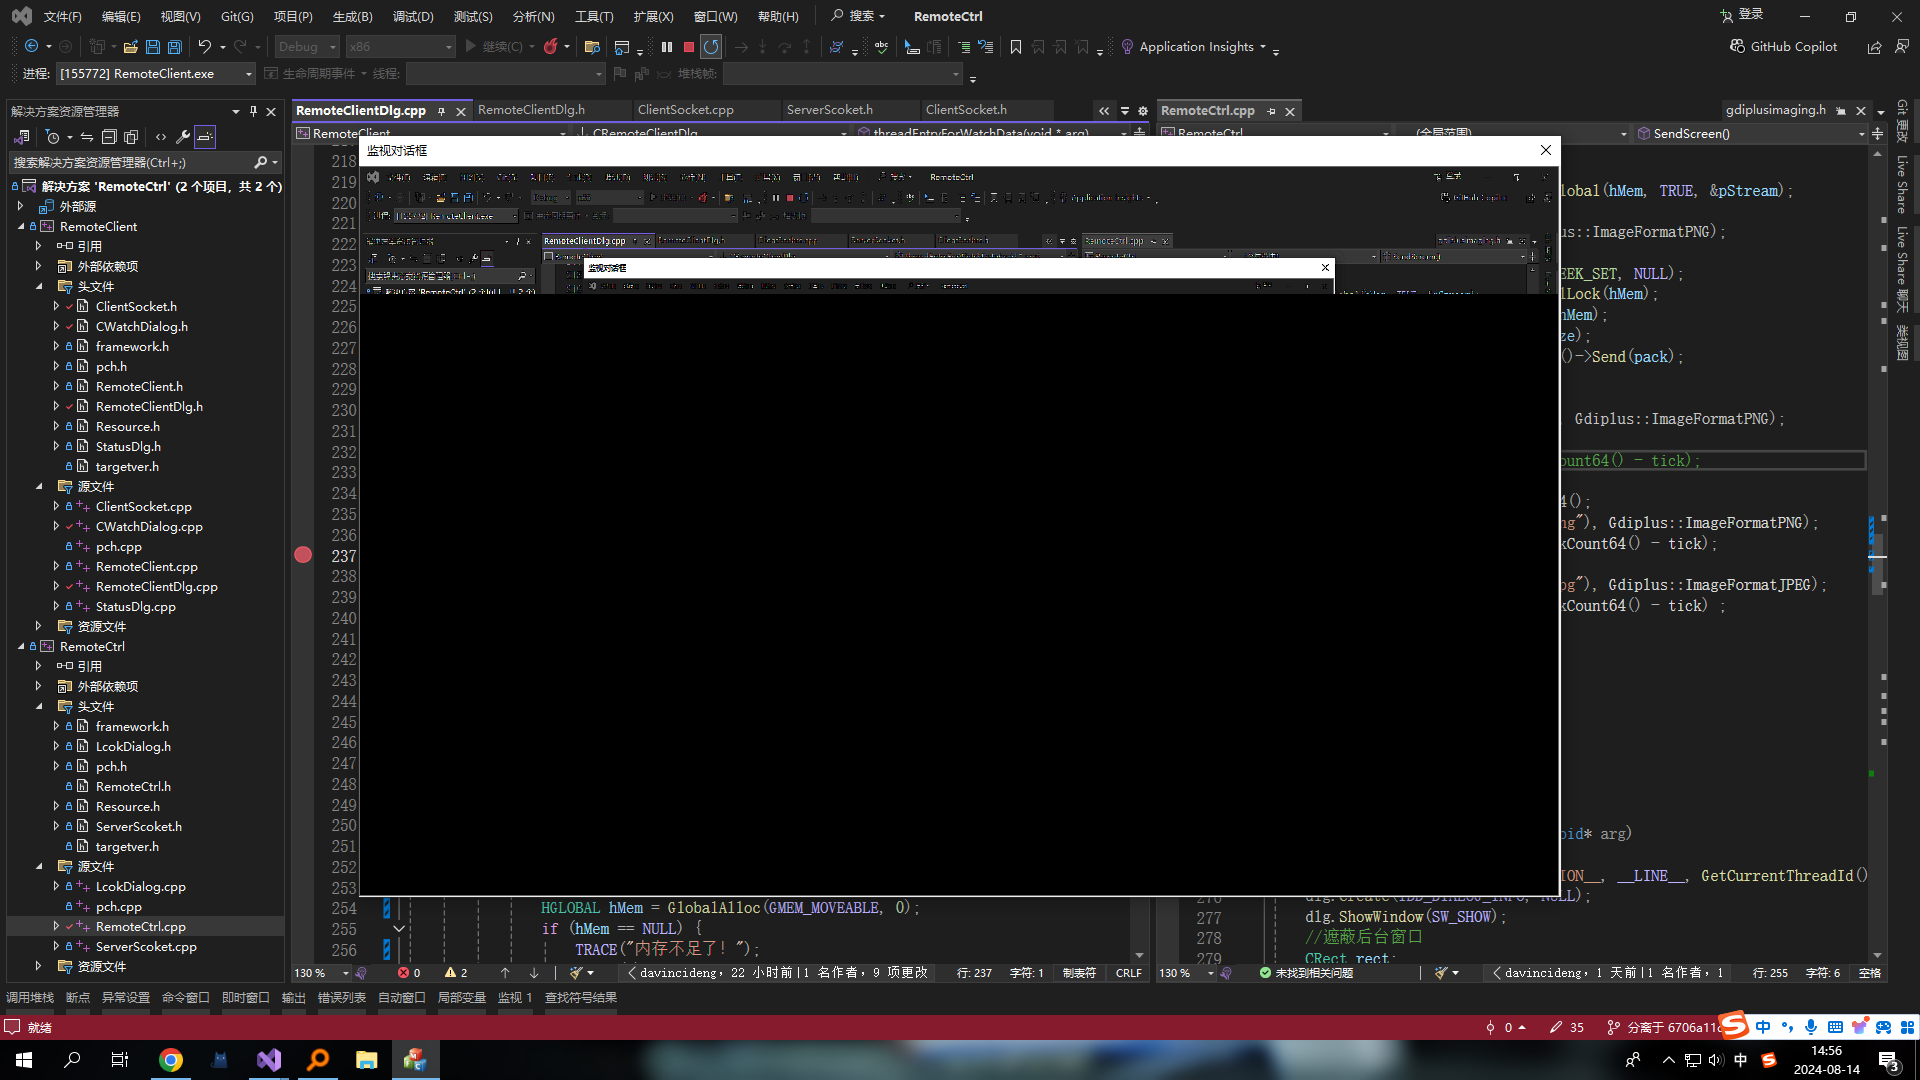 文件(F) 编辑(E) 视图(V) Git(G) 项目(P) 生成(B) 调试(D) 测试(S) 分析(N) 工具(T) 扩展(X) 窗口(W) 帮助(H) 搜索 RemoteCtrl 登录
Debug x86 继续(C) Application Insights GitHub Copilot
进程: [155772] RemoteClient.exe 生命周期事件 线程: 堆栈帧:
解决方案资源管理器
搜索解决方案资源管理器(Ctrl+;)
解决方案 'RemoteCtrl' (2 个项目，共 2 个)
外部源
RemoteClient
引用
外部依赖项
头文件
ClientSocket.h
CWatchDialog.h
framework.h
pch.h
RemoteClient.h
RemoteClientDlg.h
Resource.h
StatusDlg.h
targetver.h
源文件
ClientSocket.cpp
CWatchDialog.cpp
pch.cpp
RemoteClient.cpp
RemoteClientDlg.cpp
StatusDlg.cpp
资源文件
RemoteCtrl
引用
外部依赖项
头文件
framework.h
LcokDialog.h
pch.h
RemoteCtrl.h
Resource.h
ServerScoket.h
targetver.h
源文件
LcokDialog.cpp
pch.cpp
RemoteCtrl.cpp
ServerScoket.cpp
资源文件
RemoteClientDlg.cpp RemoteClientDlg.h ClientSocket.cpp ServerScoket.h ClientSocket.h
RemoteClient CRemoteClientDlg threadEntryForWatchData(void * arg)
RemoteCtrl.cpp gdiplusimaging.h
RemoteCtrl (全局范围) SendScreen()
监视对话框
RemoteCtrl
[155772] RemoteClient.exe
RemoteClientDlg.cpp
RemoteCtrl.cpp
监视对话框
218
219
220
221
222
223
224
225
226
227
228
229
230
231
232
233
234
235
236
237
238
239
240
241
242
243
244
245
246
247
248
249
250
251
252
253
254 HGLOBAL hMem = GlobalAlloc(GMEM_MOVEABLE, 0);
255 if (hMem == NULL) {
256 TRACE("内存不足了！");
lobal(hMem, TRUE, &pStream);
us::ImageFormatPNG);
EEK_SET, NULL);
lLock(hMem);
hMem);
ze);
()->Send(pack);
Gdiplus::ImageFormatPNG);
ount64() - tick);
4();
ng"), Gdiplus::ImageFormatPNG);
kCount64() - tick);
pg"), Gdiplus::ImageFormatJPEG);
kCount64() - tick) ;
oid* arg)
ION__, __LINE__, GetCurrentThreadId()
276 dlg.Create(IDD_DIALOG_INFO, NULL);
277 dlg.ShowWindow(SW_SHOW);
278 //遮蔽后台窗口
279 CRect rect;
130 % 0 2 davincideng，22 小时前|1 名作者，9 项更改 行: 237 字符: 1 制表符 CRLF
130 % 未找到相关问题 davincideng，1 天前|1 名作者，1 行: 255 字符: 6 空格
Git 更改
Live Share
Live Share 聊天
类视图
调用堆栈 断点 异常设置 命令窗口 即时窗口 输出 错误列表 自动窗口 局部变量 监视 1 查找符号结果
就绪 0 35 分离于 6706a11 中
中 14:56
2024-08-14 3